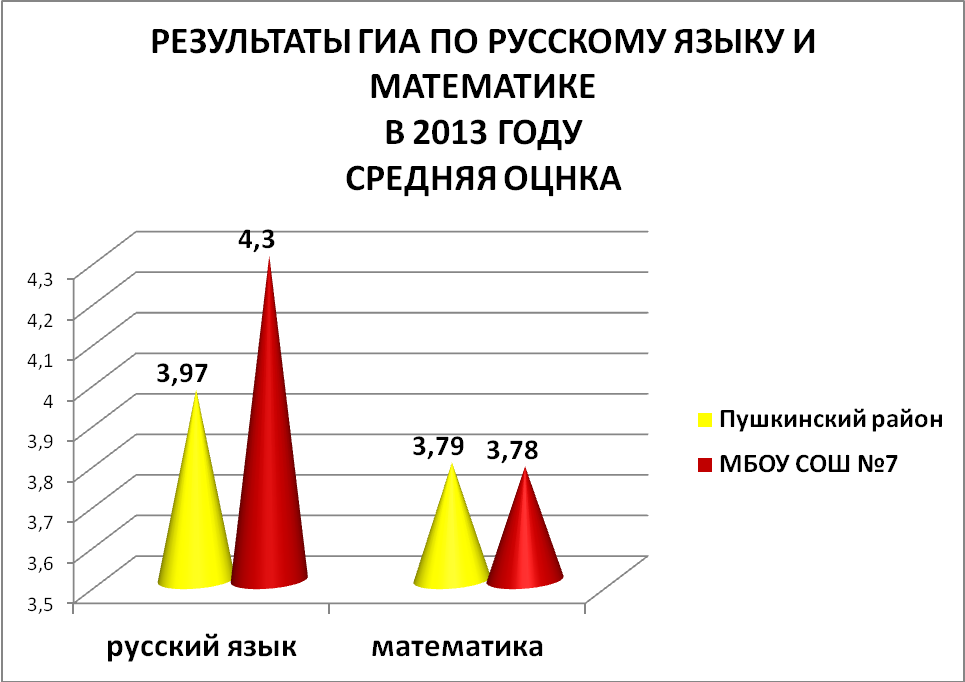 РЕЗУЛЬТАТЫ ГИА ПО РУССКОМУ ЯЗЫКУ И
МАТЕМАТИКЕ
В 2013 ГОДУ
СРЕДНЯЯ ОЦНКА
4,3
3,97
3,79
3,78
4,3
4,2
4,1
4
3,9
3,8
3,7
3,6
3,5
русский язык
математика
Пушкинский район
МБОУ СОШ №7